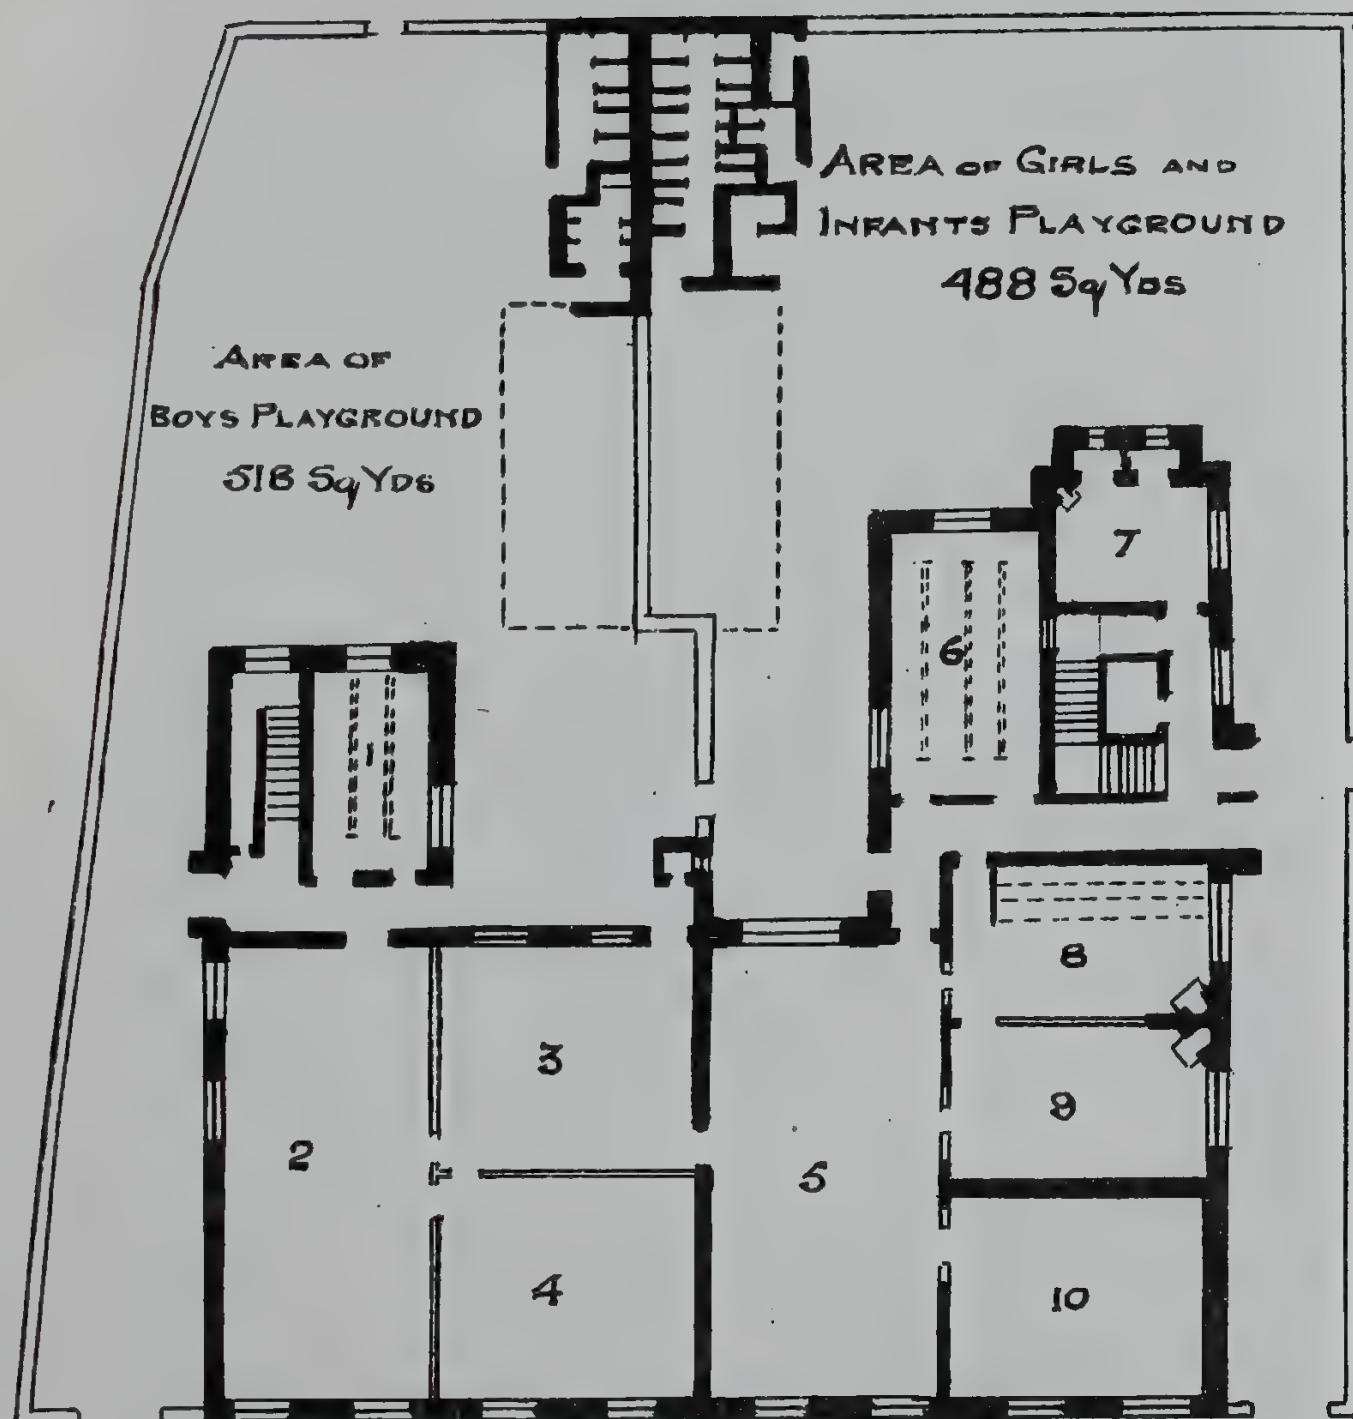 AREA OF GIRLS AND
INFANTS PLAYGROUND
488 Sq YDS
AREA OF
BOYS PLAYGROUND
518 Sq YDS
7
6
1
8
3
9
2
5
4
10